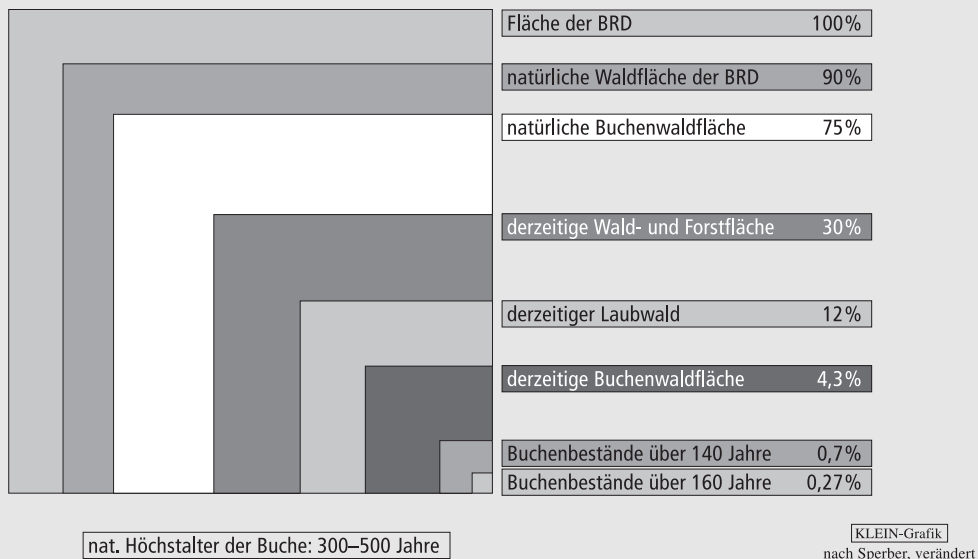 Fläche der BRD 100%
natürliche Waldfläche der BRD 90%
natürliche Buchenwaldfläche 75%
derzeitige Wald- und Forstfläche 30%
derzeitiger Laubwald 12%
derzeitige Buchenwaldfläche 4,3%
Buchenbestände über 140 Jahre 0,7%
Buchenbestände über 160 Jahre 0,27%
nat. Höchstalter der Buche: 300–500 Jahre
KLEIN-Grafik
nach Sperber, verändert